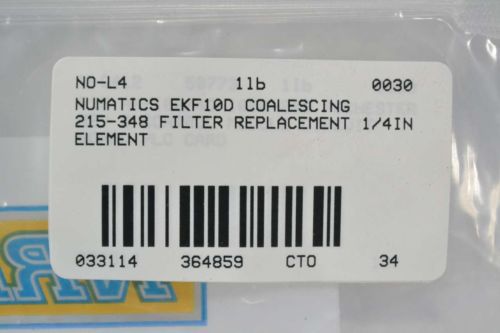 NO-L4 1lb 0030
NUMATICS EKF10D COALESCING
215-348 FILTER REPLACEMENT 1/4IN
ELEMENT
033114 364859 CTO 34